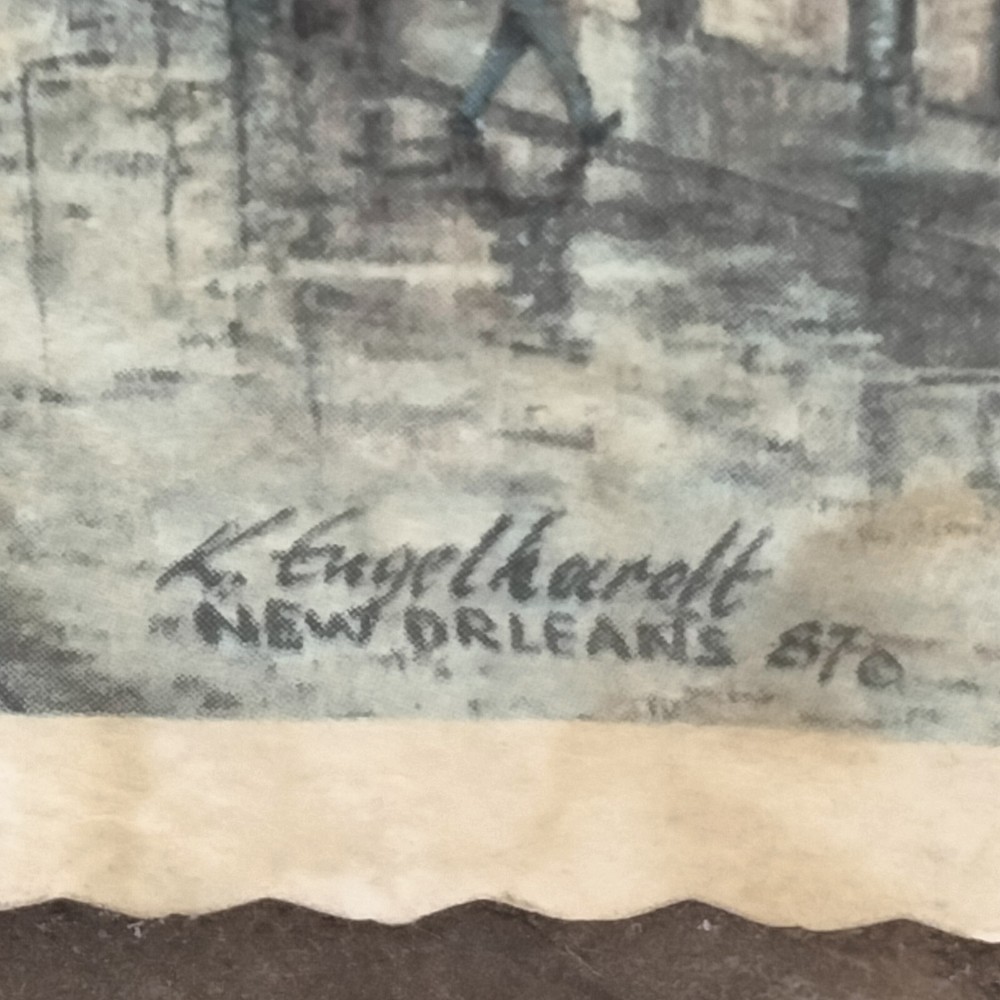 K. Engelhardt
NEW ORLEANS 870